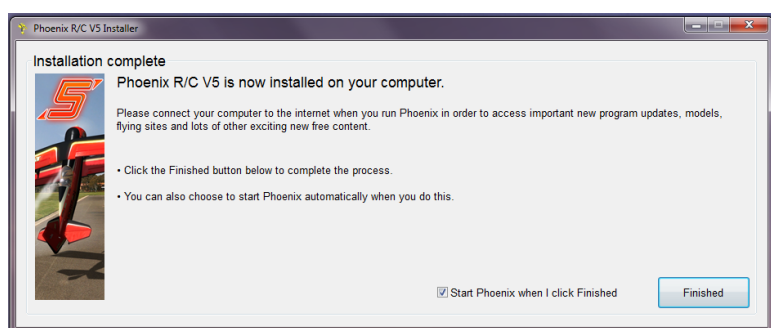 Phoenix R/C V5 Installer
Installation complete
5
Phoenix R/C V5 is now installed on your computer.
Please connect your computer to the internet when you run Phoenix in order to access important new program updates, models,
flying sites and lots of other exciting new free content.
• Click the Finished button below to complete the process.
• You can also choose to start Phoenix automatically when you do this.
Start Phoenix when I click Finished
Finished